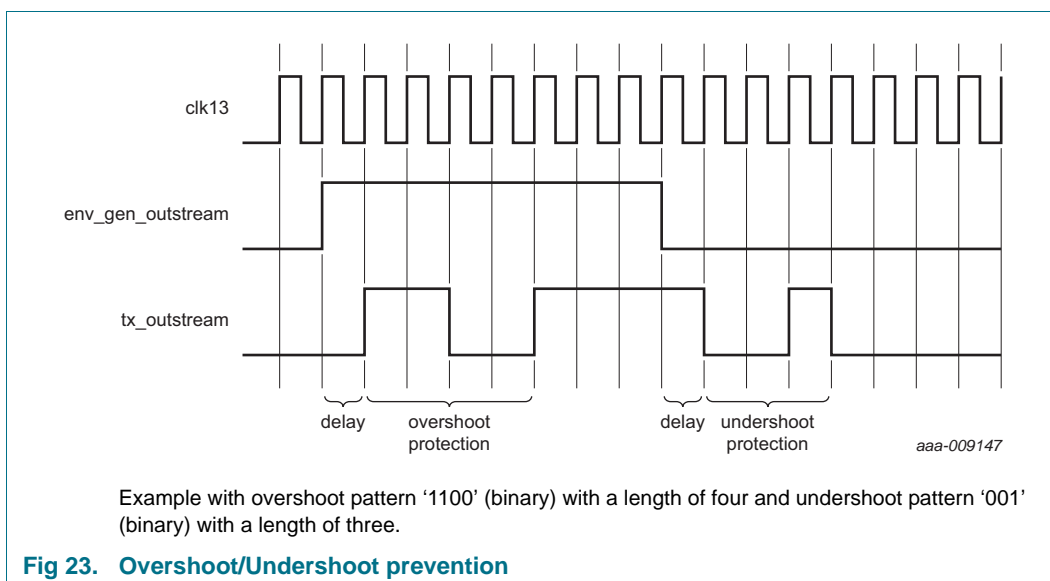 clk13
env_gen_outstream
tx_outstream
delay
overshoot
protection
delay
undershoot
protection
aaa-009147
Example with overshoot pattern ‘1100’ (binary) with a length of four and undershoot pattern ‘001’
(binary) with a length of three.
Fig 23. Overshoot/Undershoot prevention